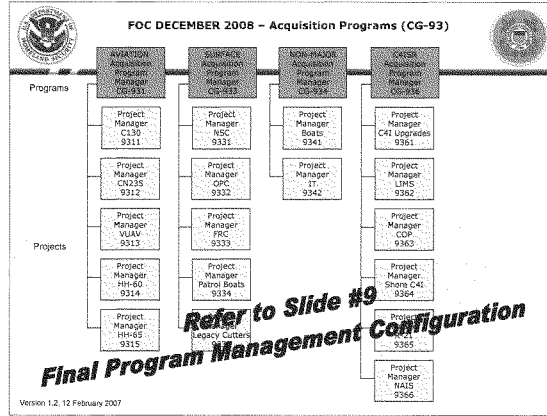 FOC DECEMBER 2008 – Acquisition Programs (CG-93)
Programs
AVIATION
Acquisition
Program
Manager
CG-931
SURFACE
Acquisition
Program
Manager
CG-933
NON-MAJOR
Acquisition
Program
Manager
CG-934
C4ISR
Acquisition
Program
Manager
CG-936
Projects
Project
Manager
C130
9311
Project
Manager
CN235
9312
Project
Manager
VUAV
9313
Project
Manager
HH-60
9314
Project
Manager
HH-65
9315
Project
Manager
NSC
9331
Project
Manager
OPC
9332
Project
Manager
FRC
9333
Project
Manager
Patrol Boats
9334
Manager
Legacy Cutters
Project
Manager
Boats
9341
Project
Manager
IT
9342
Project
Manager
C4I Upgrades
9361
Project
Manager
LIMS
9362
Project
Manager
COP
9363
Project
Manager
Shore C4I
9364
Project
9365
Project
Manager
NAIS
9366
Refer to Slide #9
Final Program Management Configuration
Version 1.2, 12 February 2007